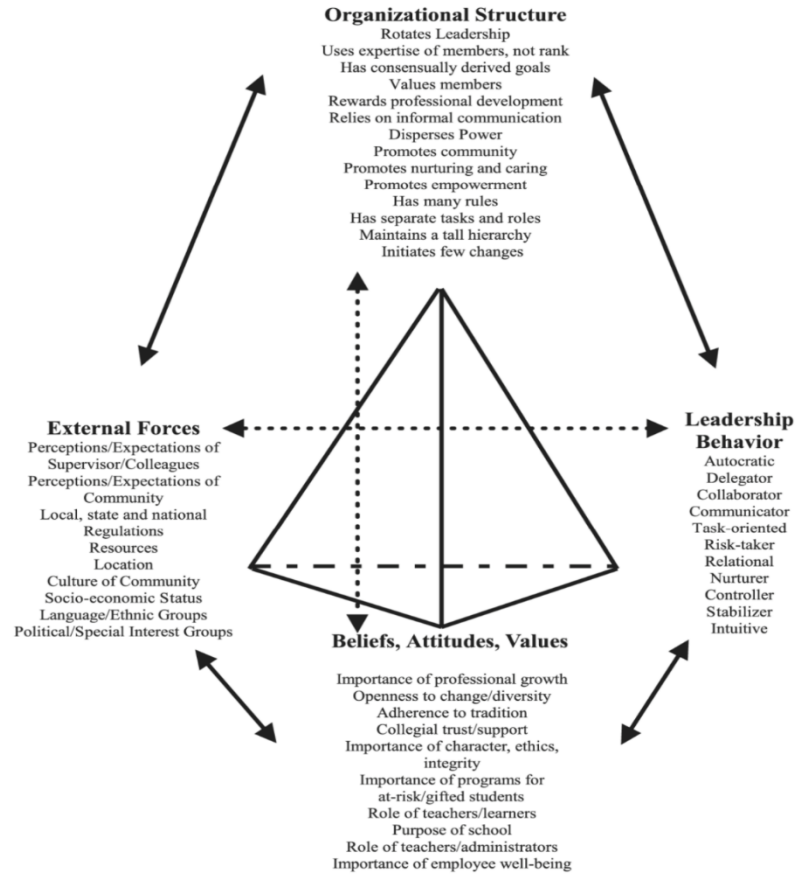 Organizational Structure
Rotates Leadership
Uses expertise of members, not rank
Has consensually derived goals
Values members
Rewards professional development
Relies on informal communication
Disperses Power
Promotes community
Promotes nurturing and caring
Promotes empowerment
Has many rules
Has separate tasks and roles
Maintains a tall hierarchy
Initiates few changes
External Forces
Perceptions/Expectations of
Supervisor/Colleagues
Perceptions/Expectations of
Community
Local, state and national
Regulations
Resources
Location
Culture of Community
Socio-economic Status
Language/Ethnic Groups
Political/Special Interest Groups
Leadership
Behavior
Autocratic
Delegator
Collaborator
Communicator
Task-oriented
Risk-taker
Relational
Nurturer
Controller
Stabilizer
Intuitive
Beliefs, Attitudes, Values
Importance of professional growth
Openness to change/diversity
Adherence to tradition
Collegial trust/support
Importance of character, ethics,
integrity
Importance of programs for
at-risk/gifted students
Role of teachers/learners
Purpose of school
Role of teachers/administrators
Importance of employee well-being